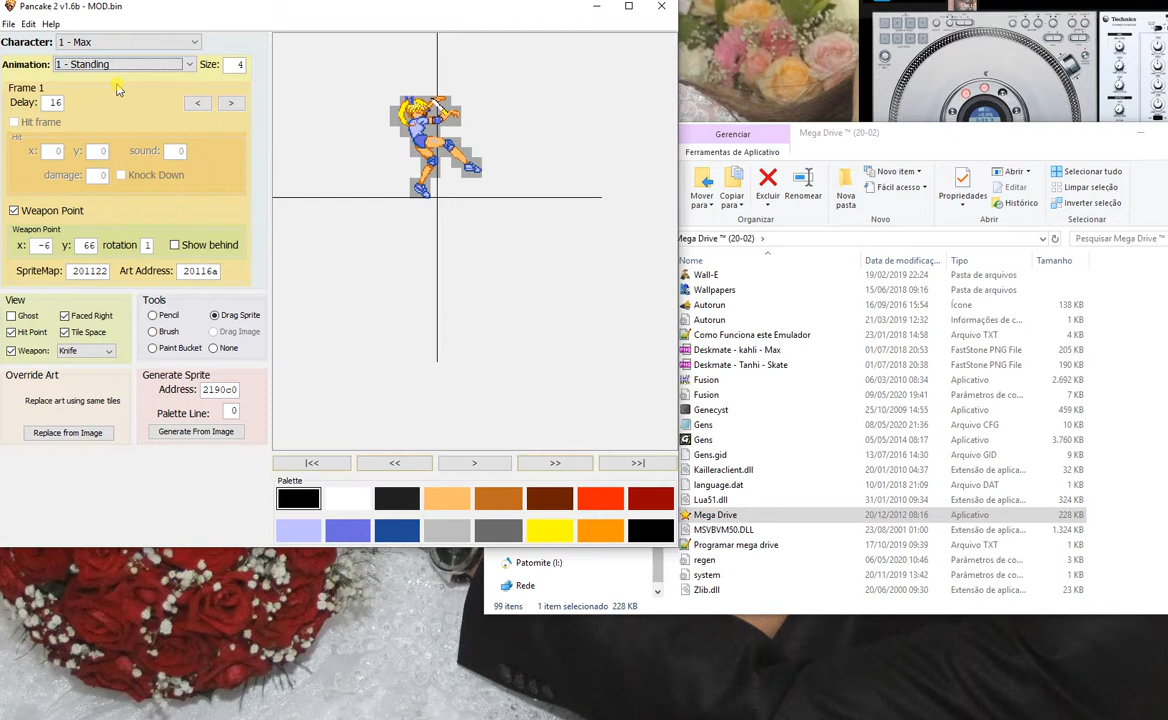 Pancake 2 v1.6b - MOD.bin
File Edit Help
Character: 1 - Max
Animation: 1 - Standing Size: 4
Frame 1
Delay: 16 < >
Hit frame
Hit
x: 0 y: 0 sound: 0
damage: 0 Knock Down
Weapon Point
Weapon Point
x: -6 y: 66 rotation 1 Show behind
SpriteMap: 201122 Art Address: 20116a
View
Ghost Faced Right
Hit Point Tile Space
Weapon: Knife
Tools
Pencil Drag Sprite
Brush Drag Image
Paint Bucket None
Override Art
Replace art using same tiles
Replace from Image
Generate Sprite
Address: 2190c0
Palette Line: 0
Generate From Image
|<< << > >> >>|
Palette
Technics
Gerenciar Mega Drive ™ (20-02)
Ferramentas de Aplicativo
Mover para Copiar para Excluir Renomear
Organizar
Nova pasta
Novo item
Fácil acesso
Novo
Propriedades
Abrir
Editar
Histórico
Abrir
Selecionar tudo
Limpar seleção
Inverter seleção
Selecionar
Mega Drive ™ (20-02) >
Pesquisar Mega Drive ™
Nome Data de modificaç... Tipo Tamanho
Wall-E 19/02/2019 22:24 Pasta de arquivos
Wallpapers 15/06/2018 09:16 Pasta de arquivos
Autorun 16/09/2016 15:54 Ícone 138 KB
Autorun 21/03/2019 12:32 Informações de c... 1 KB
Como Funciona este Emulador 23/01/2018 14:58 Arquivo TXT 4 KB
Deskmate - kahli - Max 01/07/2018 20:53 FastStone PNG File 205 KB
Deskmate - Tanhi - Skate 01/07/2018 20:55 FastStone PNG File 190 KB
Fusion 06/03/2010 08:34 Aplicativo 2.692 KB
Fusion 09/05/2020 19:41 Parâmetros de co... 7 KB
Genecyst 25/10/2009 14:55 Aplicativo 459 KB
Gens 08/05/2020 21:36 Arquivo CFG 10 KB
Gens 05/05/2014 08:17 Aplicativo 3.760 KB
Gens.gid 13/07/2016 14:30 Arquivo GID 9 KB
Kailleraclient.dll 20/01/2010 04:37 Extensão de aplica... 32 KB
language.dat 10/01/2018 21:09 Arquivo DAT 1 KB
Lua51.dll 31/01/2010 09:34 Extensão de aplica... 324 KB
Mega Drive 20/12/2012 08:16 Aplicativo 228 KB
MSVBVM50.DLL 23/08/2001 01:00 Extensão de aplica... 1.324 KB
Programar mega drive 17/10/2019 09:39 Arquivo TXT 1 KB
regen 06/05/2020 10:46 Parâmetros de co... 3 KB
system 20/11/2019 13:42 Parâmetros de co... 1 KB
Zlib.dll 20/06/2000 09:30 Extensão de aplica... 23 KB
Patomite (I:)
Rede
99 itens 1 item selecionado 228 KB